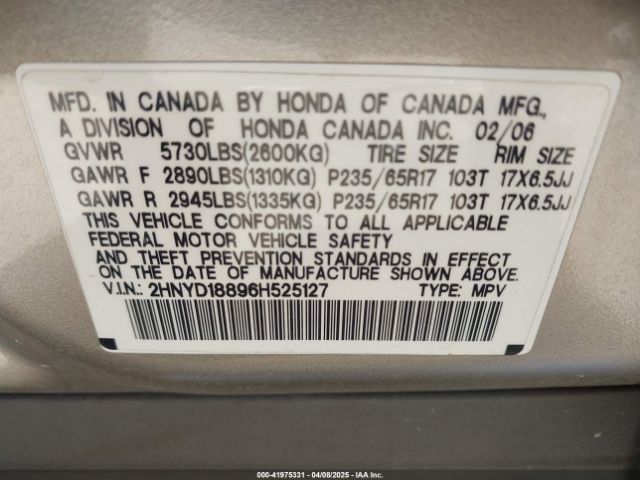 MFD. IN CANADA BY HONDA OF CANADA MFG.,
A DIVISION OF HONDA CANADA INC. 02/06
GVWR 5730LBS(2600KG) TIRE SIZE RIM SIZE
GAWR F 2890LBS(1310KG) P235/65R17 103T 17X6.5JJ
GAWR R 2945LBS(1335KG) P235/65R17 103T 17X6.5JJ
THIS VEHICLE CONFORMS TO ALL APPLICABLE
FEDERAL MOTOR VEHICLE SAFETY
AND THEFT PREVENTION STANDARDS IN EFFECT
ON THE DATE OF MANUFACTURE SHOWN ABOVE.
V.I.N.: 2HNYD18896H525127 TYPE: MPV
000-41975331 | 04/08/2025 | IAA Inc.